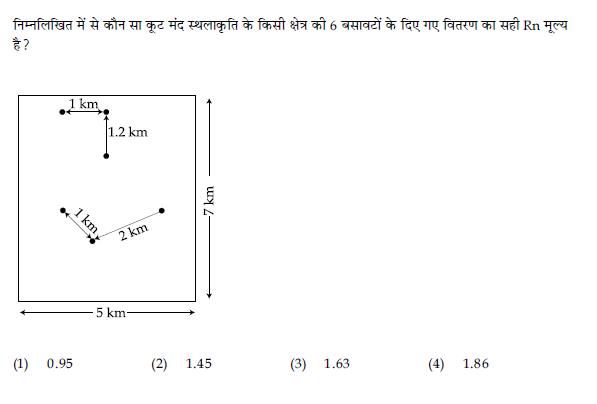 निम्नलिखित में से कौन सा कूट मंद स्थलाकृति के किसी क्षेत्र की 6 बसावटों के दिए गए वितरण का सही Rn मूल्य
है ?
1 km
1.2 km
1 km
2 km
7 km
5 km
(1) 0.95 (2) 1.45 (3) 1.63 (4) 1.86